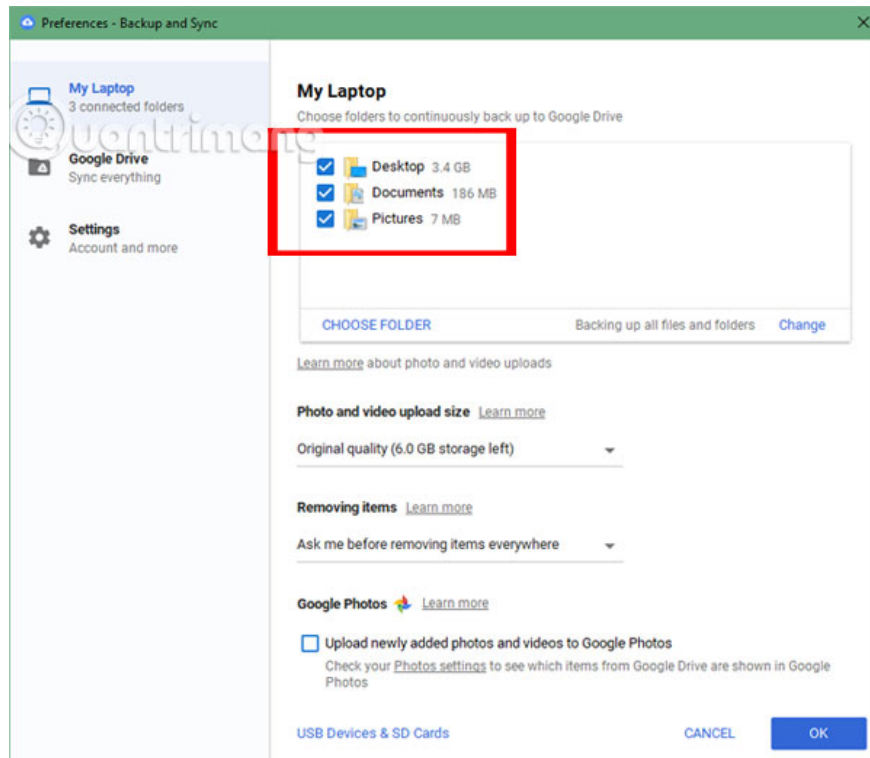 Preferences - Backup and Sync
My Laptop
3 connected folders
Quantrimang
Google Drive
Sync everything
Settings
Account and more
My Laptop
Choose folders to continuously back up to Google Drive
Desktop 3.4 GB
Documents 186 MB
Pictures 7 MB
CHOOSE FOLDER Backing up all files and folders Change
Learn more about photo and video uploads
Photo and video upload size Learn more
Original quality (6.0 GB storage left)
Removing items Learn more
Ask me before removing items everywhere
Google Photos Learn more
Upload newly added photos and videos to Google Photos
Check your Photos settings to see which items from Google Drive are shown in Google
Photos
USB Devices & SD Cards CANCEL OK